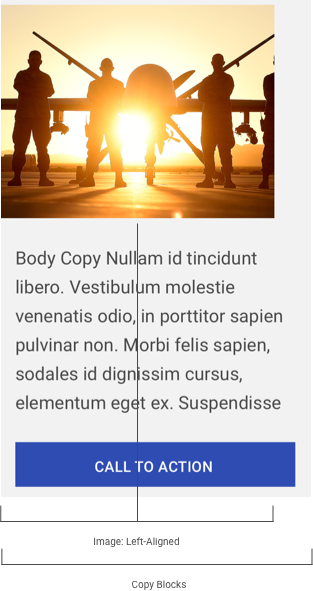 Body Copy Nullam id tincidunt
libero. Vestibulum molestie
venenatis odio, in porttitor sapien
pulvinar non. Morbi felis sapien,
sodales id dignissim cursus,
elementum eget ex. Suspendisse
CALL TO ACTION
Image: Left-Aligned
Copy Blocks